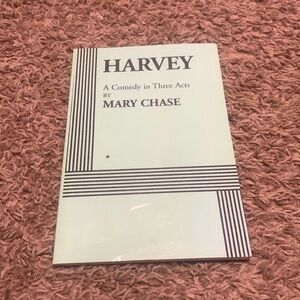 HARVEY
A Comedy in Three Acts
BY
MARY CHASE